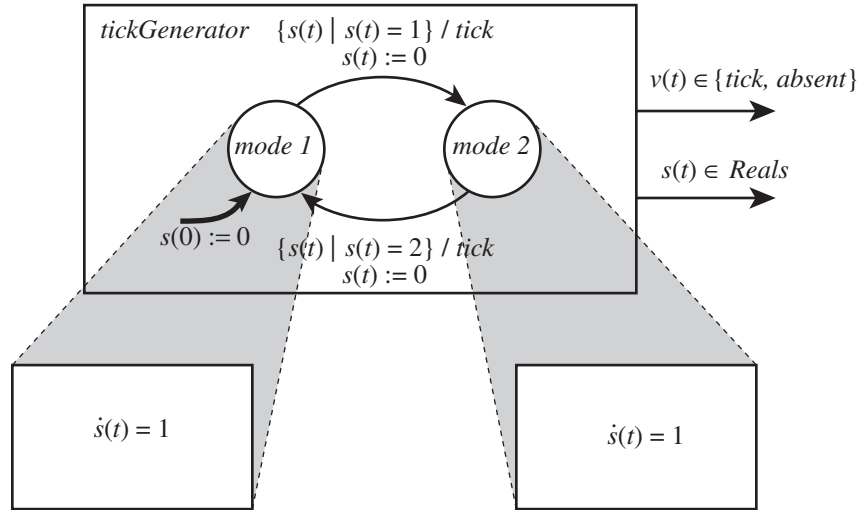 tickGenerator {s(t) | s(t) = 1} / tick
s(t) := 0
v(t) ∈ {tick, absent}
mode 1
mode 2
s(t) ∈ Reals
s(0) := 0
{s(t) | s(t) = 2} / tick
s(t) := 0
ṡ(t) = 1
ṡ(t) = 1